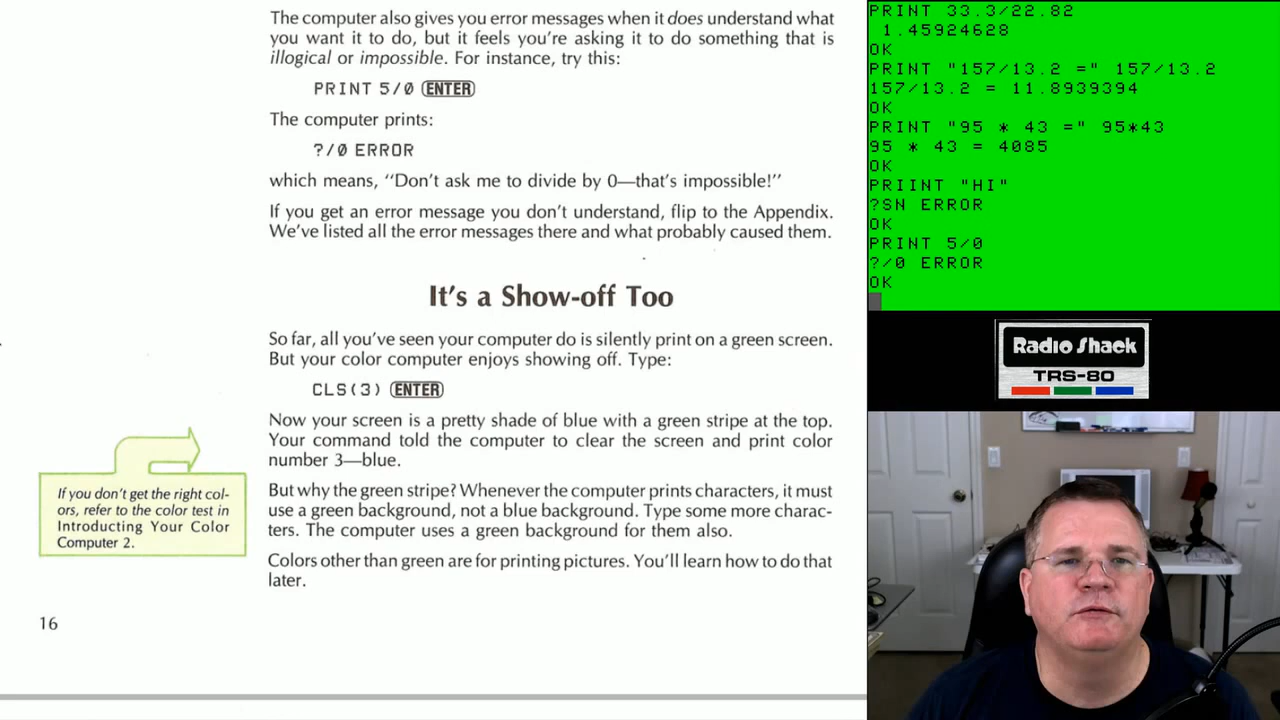 The computer also gives you error messages when it does understand what
you want it to do, but it feels you're asking it to do something that is
illogical or impossible. For instance, try this:
PRINT 5/0 ENTER
The computer prints:
?/0 ERROR
which means, "Don't ask me to divide by 0—that's impossible!"
If you get an error message you don't understand, flip to the Appendix.
We've listed all the error messages there and what probably caused them.
It's a Show-off Too
So far, all you've seen your computer do is silently print on a green screen.
But your color computer enjoys showing off. Type:
CLS(3) ENTER
Now your screen is a pretty shade of blue with a green stripe at the top.
Your command told the computer to clear the screen and print color
number 3—blue.
But why the green stripe? Whenever the computer prints characters, it must
use a green background, not a blue background. Type some more charac-
ters. The computer uses a green background for them also.
Colors other than green are for printing pictures. You'll learn how to do that
later.
If you don't get the right col-
ors, refer to the color test in
Introducting Your Color
Computer 2.
16
PRINT 33.3/22.82
1.45924628
OK
PRINT "157/13.2 =" 157/13.2
157/13.2 = 11.8939394
OK
PRINT "95 * 43 =" 95*43
95 * 43 = 4085
OK
PRIINT "HI"
?SN ERROR
OK
PRINT 5/0
?/0 ERROR
OK
Radio Shack
TRS-80